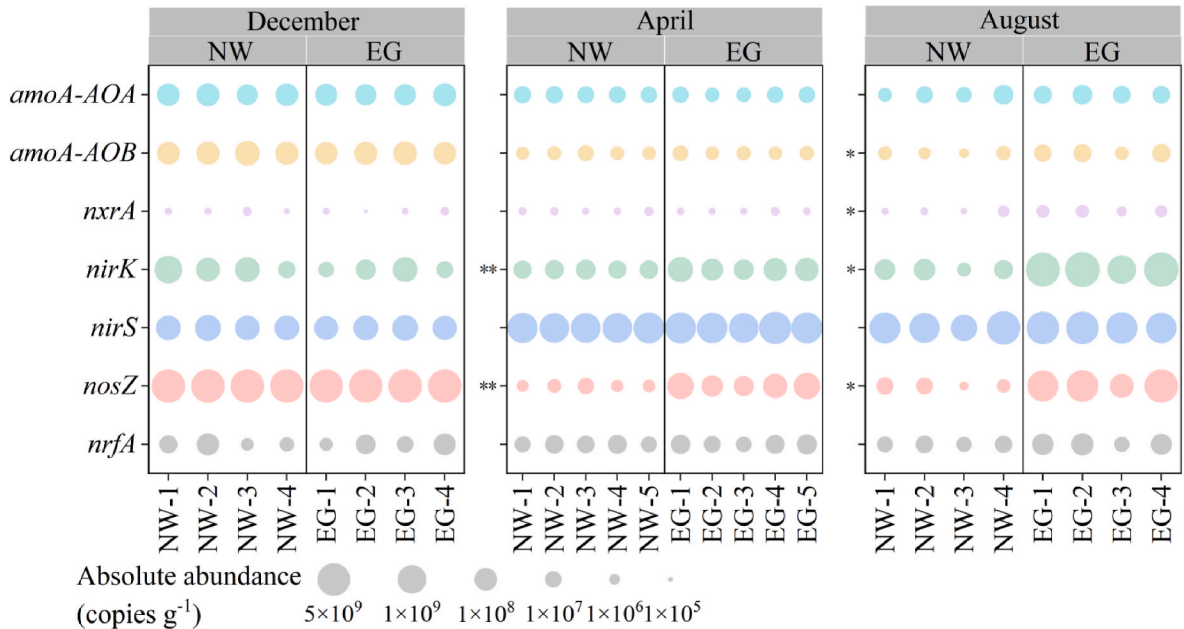 December April August
NW EG NW EG NW EG
amoA-AOA
amoA-AOB *
nxrA *
nirK ** *
nirS
nosZ ** *
nrfA
NW-1 NW-2 NW-3 NW-4 EG-1 EG-2 EG-3 EG-4 NW-1 NW-2 NW-3 NW-4 NW-5 EG-1 EG-2 EG-3 EG-4 EG-5 NW-1 NW-2 NW-3 NW-4 EG-1 EG-2 EG-3 EG-4
Absolute abundance
(copies g⁻¹) 5×10⁹ 1×10⁹ 1×10⁸ 1×10⁷ 1×10⁶ 1×10⁵